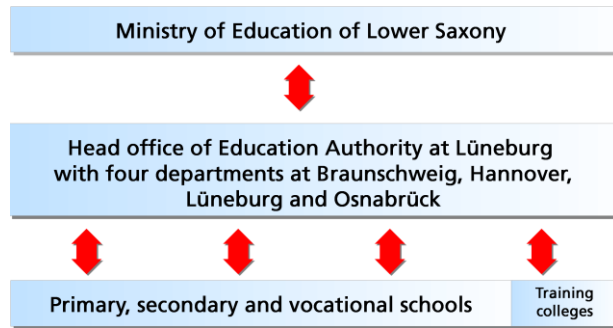 Ministry of Education of Lower Saxony
Head office of Education Authority at Lüneburg
with four departments at Braunschweig, Hannover,
Lüneburg and Osnabrück
Primary, secondary and vocational schools
Training
colleges